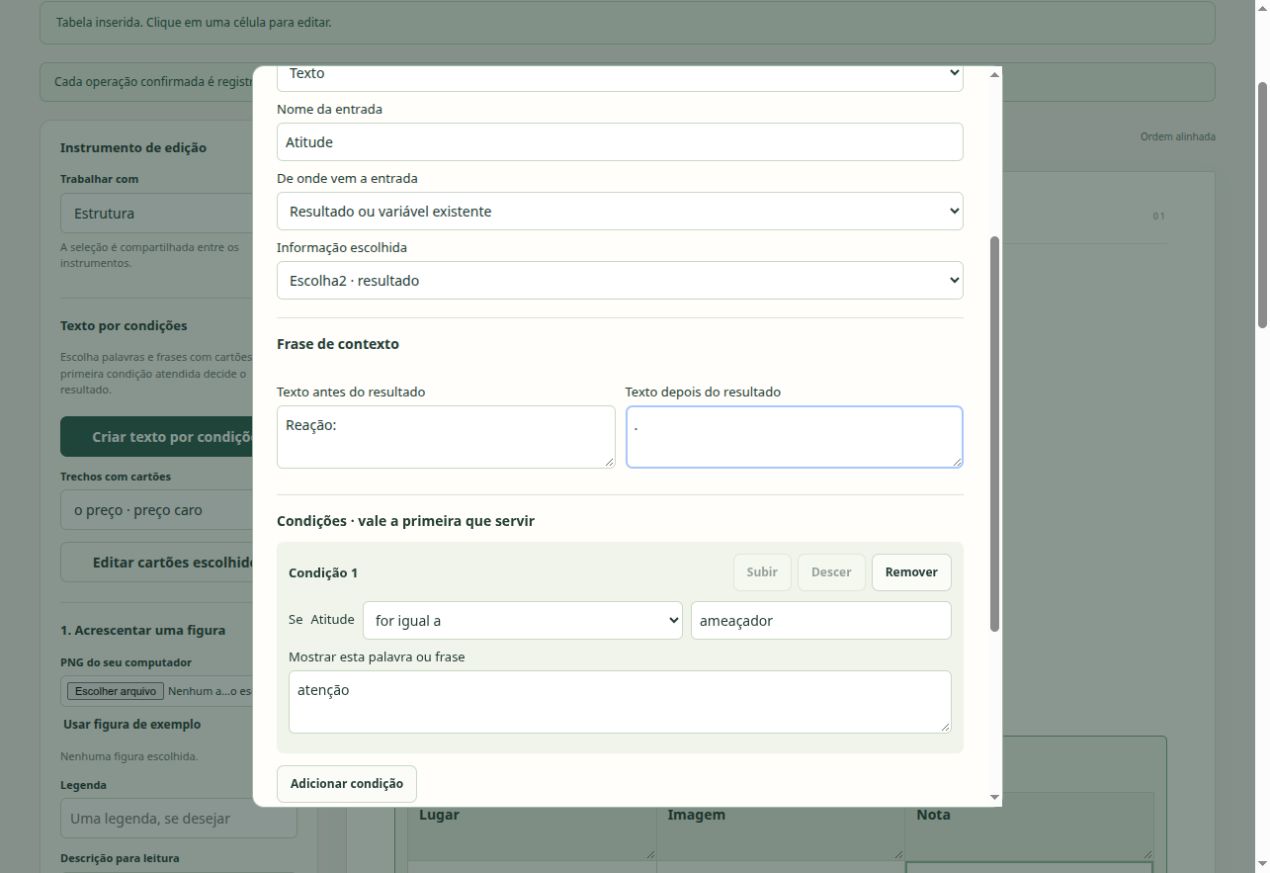 Tabela inserida. Clique em uma célula para editar.
Cada operação confirmada é
Ordem alinhada
Instrumento de edição
Trabalhar com
Estrutura
A seleção é compartilhada entre os
instrumentos.
Texto por condições
Escolha palavras e frases com cartões
primeira condição atendida decide o
resultado.
Criar texto por
Trechos com cartões
o preço · preço caro
Editar cartões
1. Acrescentar uma figura
PNG do seu computador
Escolher arquivo Nenhum a...o es
Usar figura de exemplo
Nenhuma figura escolhida.
Legenda
Uma legenda, se desejar
Descrição para leitura
01
Texto
Nome da entrada
Atitude
De onde vem a entrada
Resultado ou variável existente
Informação escolhida
Escolha2 · resultado
Frase de contexto
Texto antes do resultado
Reação:
Texto depois do resultado
.
Condições · vale a primeira que servir
Condição 1 Subir Descer Remover
Se Atitude for igual a ameaçador
Mostrar esta palavra ou frase
atenção
Adicionar condição
Lugar Imagem Nota